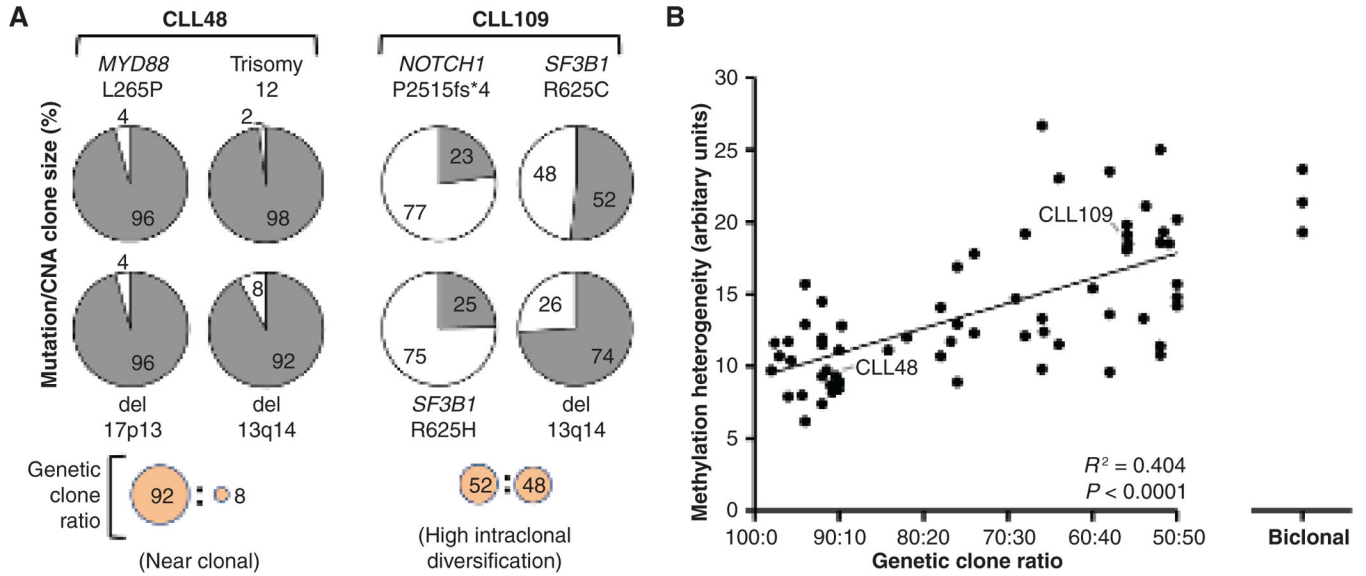 A
CLL48
CLL109
MYD88
L265P
Trisomy
12
NOTCH1
P2515fs*4
SF3B1
R625C
Mutation/CNA clone size (%)
4
96
2
98
23
77
48
52
4
96
8
92
25
75
26
74
del
17p13
del
13q14
SF3B1
R625H
del
13q14
Genetic
clone
ratio
92 : 8
52 : 48
(Near clonal)
(High intraclonal
diversification)
B
Methylation heterogeneity (arbitary units)
30
25
20
15
10
5
0
CLL109
CLL48
R² = 0.404
P < 0.0001
100:0 90:10 80:20 70:30 60:40 50:50
Biclonal
Genetic clone ratio